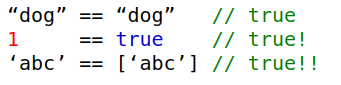 “dog” == “dog”   // true
1     == true    // true!
‘abc’ == [‘abc’] // true!!